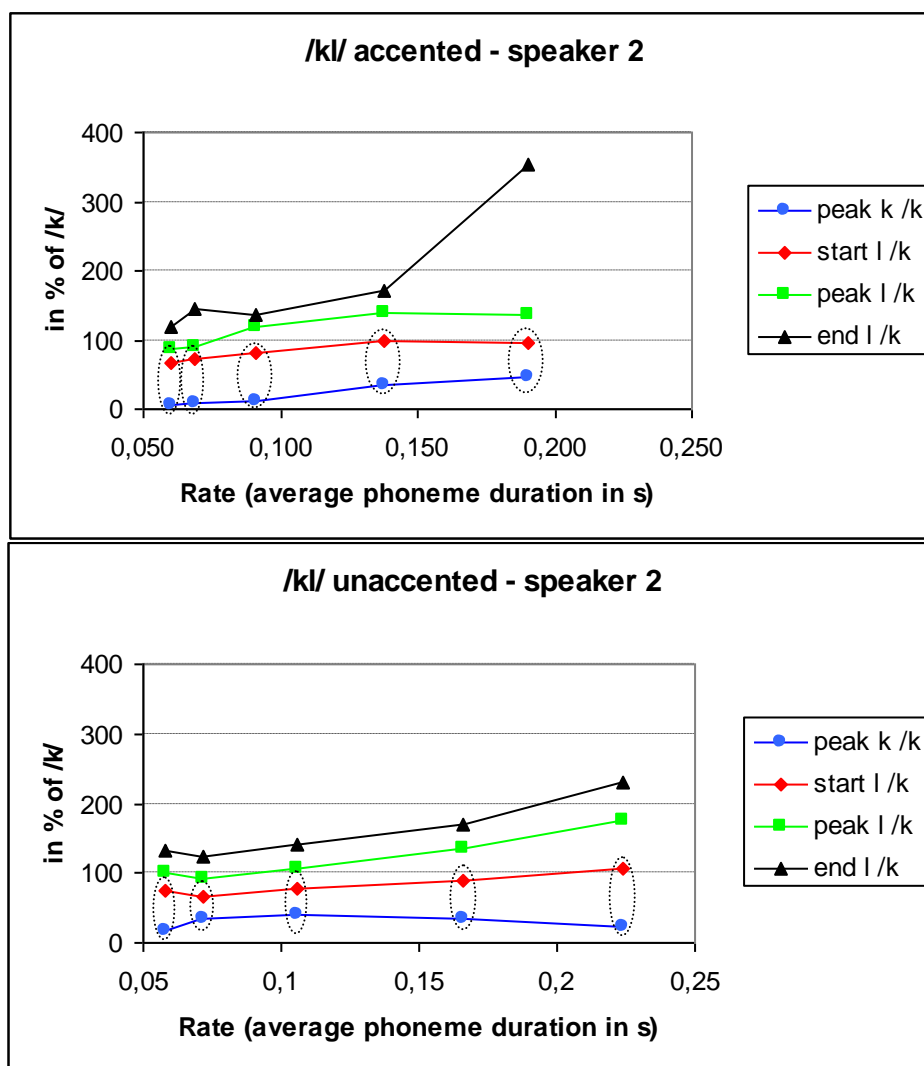 /kl/ accented - speaker 2
400
300
200
100
0
in % of /k/
0,050 0,100 0,150 0,200 0,250
Rate (average phoneme duration in s)
peak k /k
start l /k
peak l /k
end l /k
/kl/ unaccented - speaker 2
400
300
200
100
0
in % of /k/
0,05 0,1 0,15 0,2 0,25
Rate (average phoneme duration in s)
peak k /k
start l /k
peak l /k
end l /k